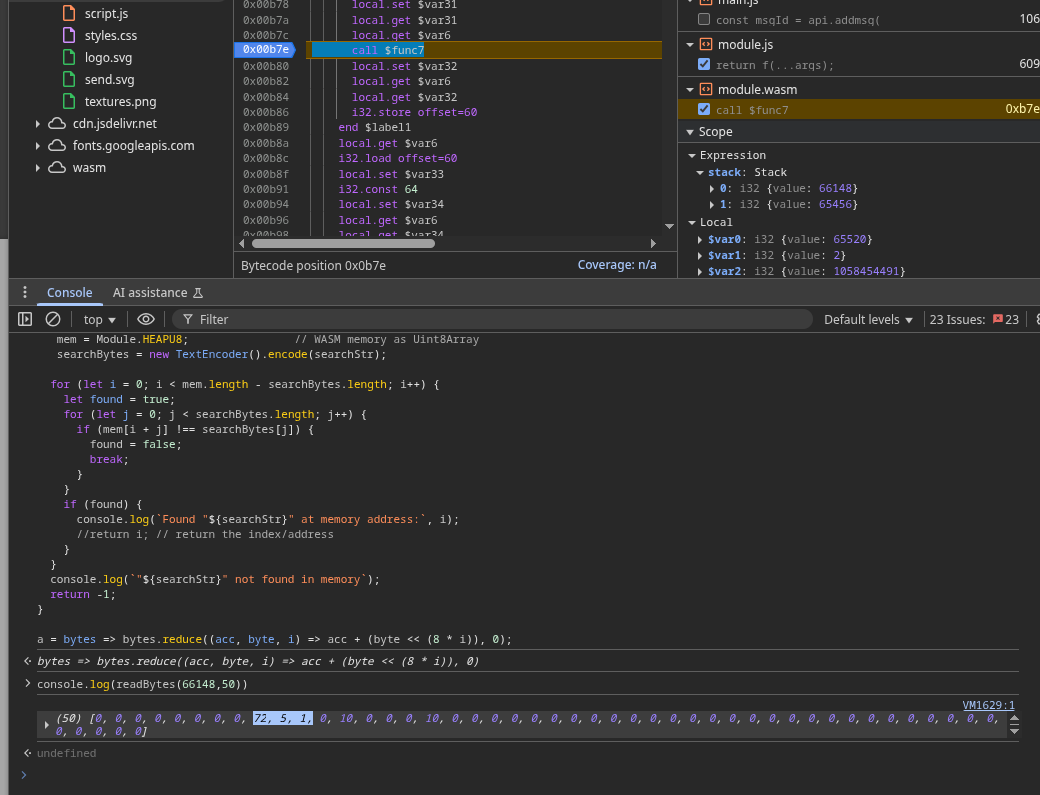 script.js
styles.css
logo.svg
send.svg
textures.png
cdn.jsdelivr.net
fonts.googleapis.com
wasm
0x00b78 local.set $var31
0x00b7a local.get $var31
0x00b7c local.get $var6
0x00b7e call $func7
0x00b80 local.set $var32
0x00b82 local.get $var6
0x00b84 local.get $var32
0x00b86 i32.store offset=60
0x00b89 end $label1
0x00b8a local.get $var6
0x00b8c i32.load offset=60
0x00b8f local.set $var33
0x00b91 i32.const 64
0x00b94 local.set $var34
0x00b96 local.get $var6
0x00b98 local.get $var34
Bytecode position 0x0b7e Coverage: n/a
main.js
const msgId = api.addmsg( 106
module.js
return f(...args); 609
module.wasm
call $func7 0xb7e
Scope
Expression
stack: Stack
0: i32 {value: 66148}
1: i32 {value: 65456}
Local
$var0: i32 {value: 65520}
$var1: i32 {value: 2}
$var2: i32 {value: 1058454491}
Console AI assistance
top Filter Default levels 23 Issues: 23
mem = Module.HEAPU8; // WASM memory as Uint8Array
searchBytes = new TextEncoder().encode(searchStr);
for (let i = 0; i < mem.length - searchBytes.length; i++) {
let found = true;
for (let j = 0; j < searchBytes.length; j++) {
if (mem[i + j] !== searchBytes[j]) {
found = false;
break;
}
}
if (found) {
console.log(`Found "${searchStr}" at memory address:`, i);
//return i; // return the index/address
}
}
console.log(`"${searchStr}" not found in memory`);
return -1;
}
a = bytes => bytes.reduce((acc, byte, i) => acc + (byte << (8 * i)), 0);
bytes => bytes.reduce((acc, byte, i) => acc + (byte << (8 * i)), 0)
console.log(readBytes(66148,50))
VM1629:1
(50) [0, 0, 0, 0, 0, 0, 0, 0, 72, 5, 1, 0, 10, 0, 0, 0, 10, 0, 0, 0, 0, 0, 0, 0, 0, 0, 0, 0, 0, 0, 0, 0, 0, 0, 0, 0, 0, 0, 0, 0, 0, 0, 0, 0, 0,
0, 0, 0, 0, 0]
undefined